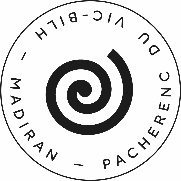 MADIRAN — PACHERENC DU VIC-BILH —